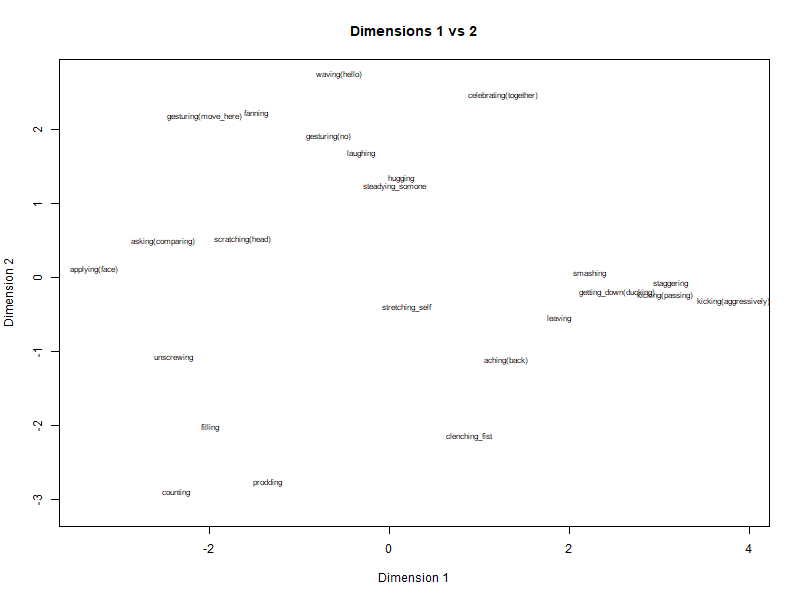 Dimensions 1 vs 2
waving(hello)
celebrating(together)
fanning
gesturing(move_here)
gesturing(no)
laughing
hugging
steadying_somone
scratching(head)
asking(comparing)
applying(face)
smashing
staggering
getting_down(ducking)
kicking(passing)
kicking(aggressively)
stretching_self
leaving
unscrewing
aching(back)
filling
clenching_fist
prodding
counting
2
1
0
-1
-2
-3
Dimension 2
-2 0 2 4
Dimension 1